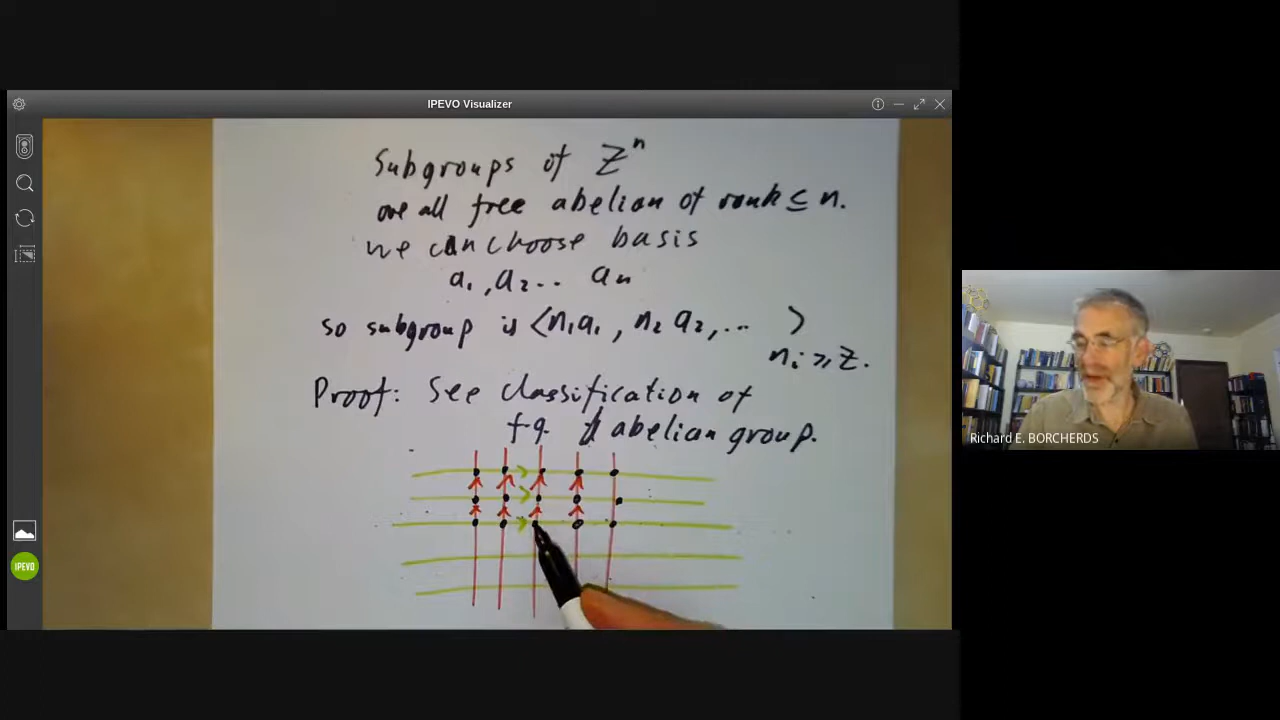 IPEVO Visualizer
Subgroups of Zⁿ
are all free abelian of rank ≤ n.
we can choose basis
a₁, a₂ .. aₙ
so subgroup is ⟨n₁a₁, n₂a₂, ... ⟩
nᵢ ≥ Z.
Proof: See classification of
f.g. abelian group.
Richard E. BORCHERDS
IPEVO